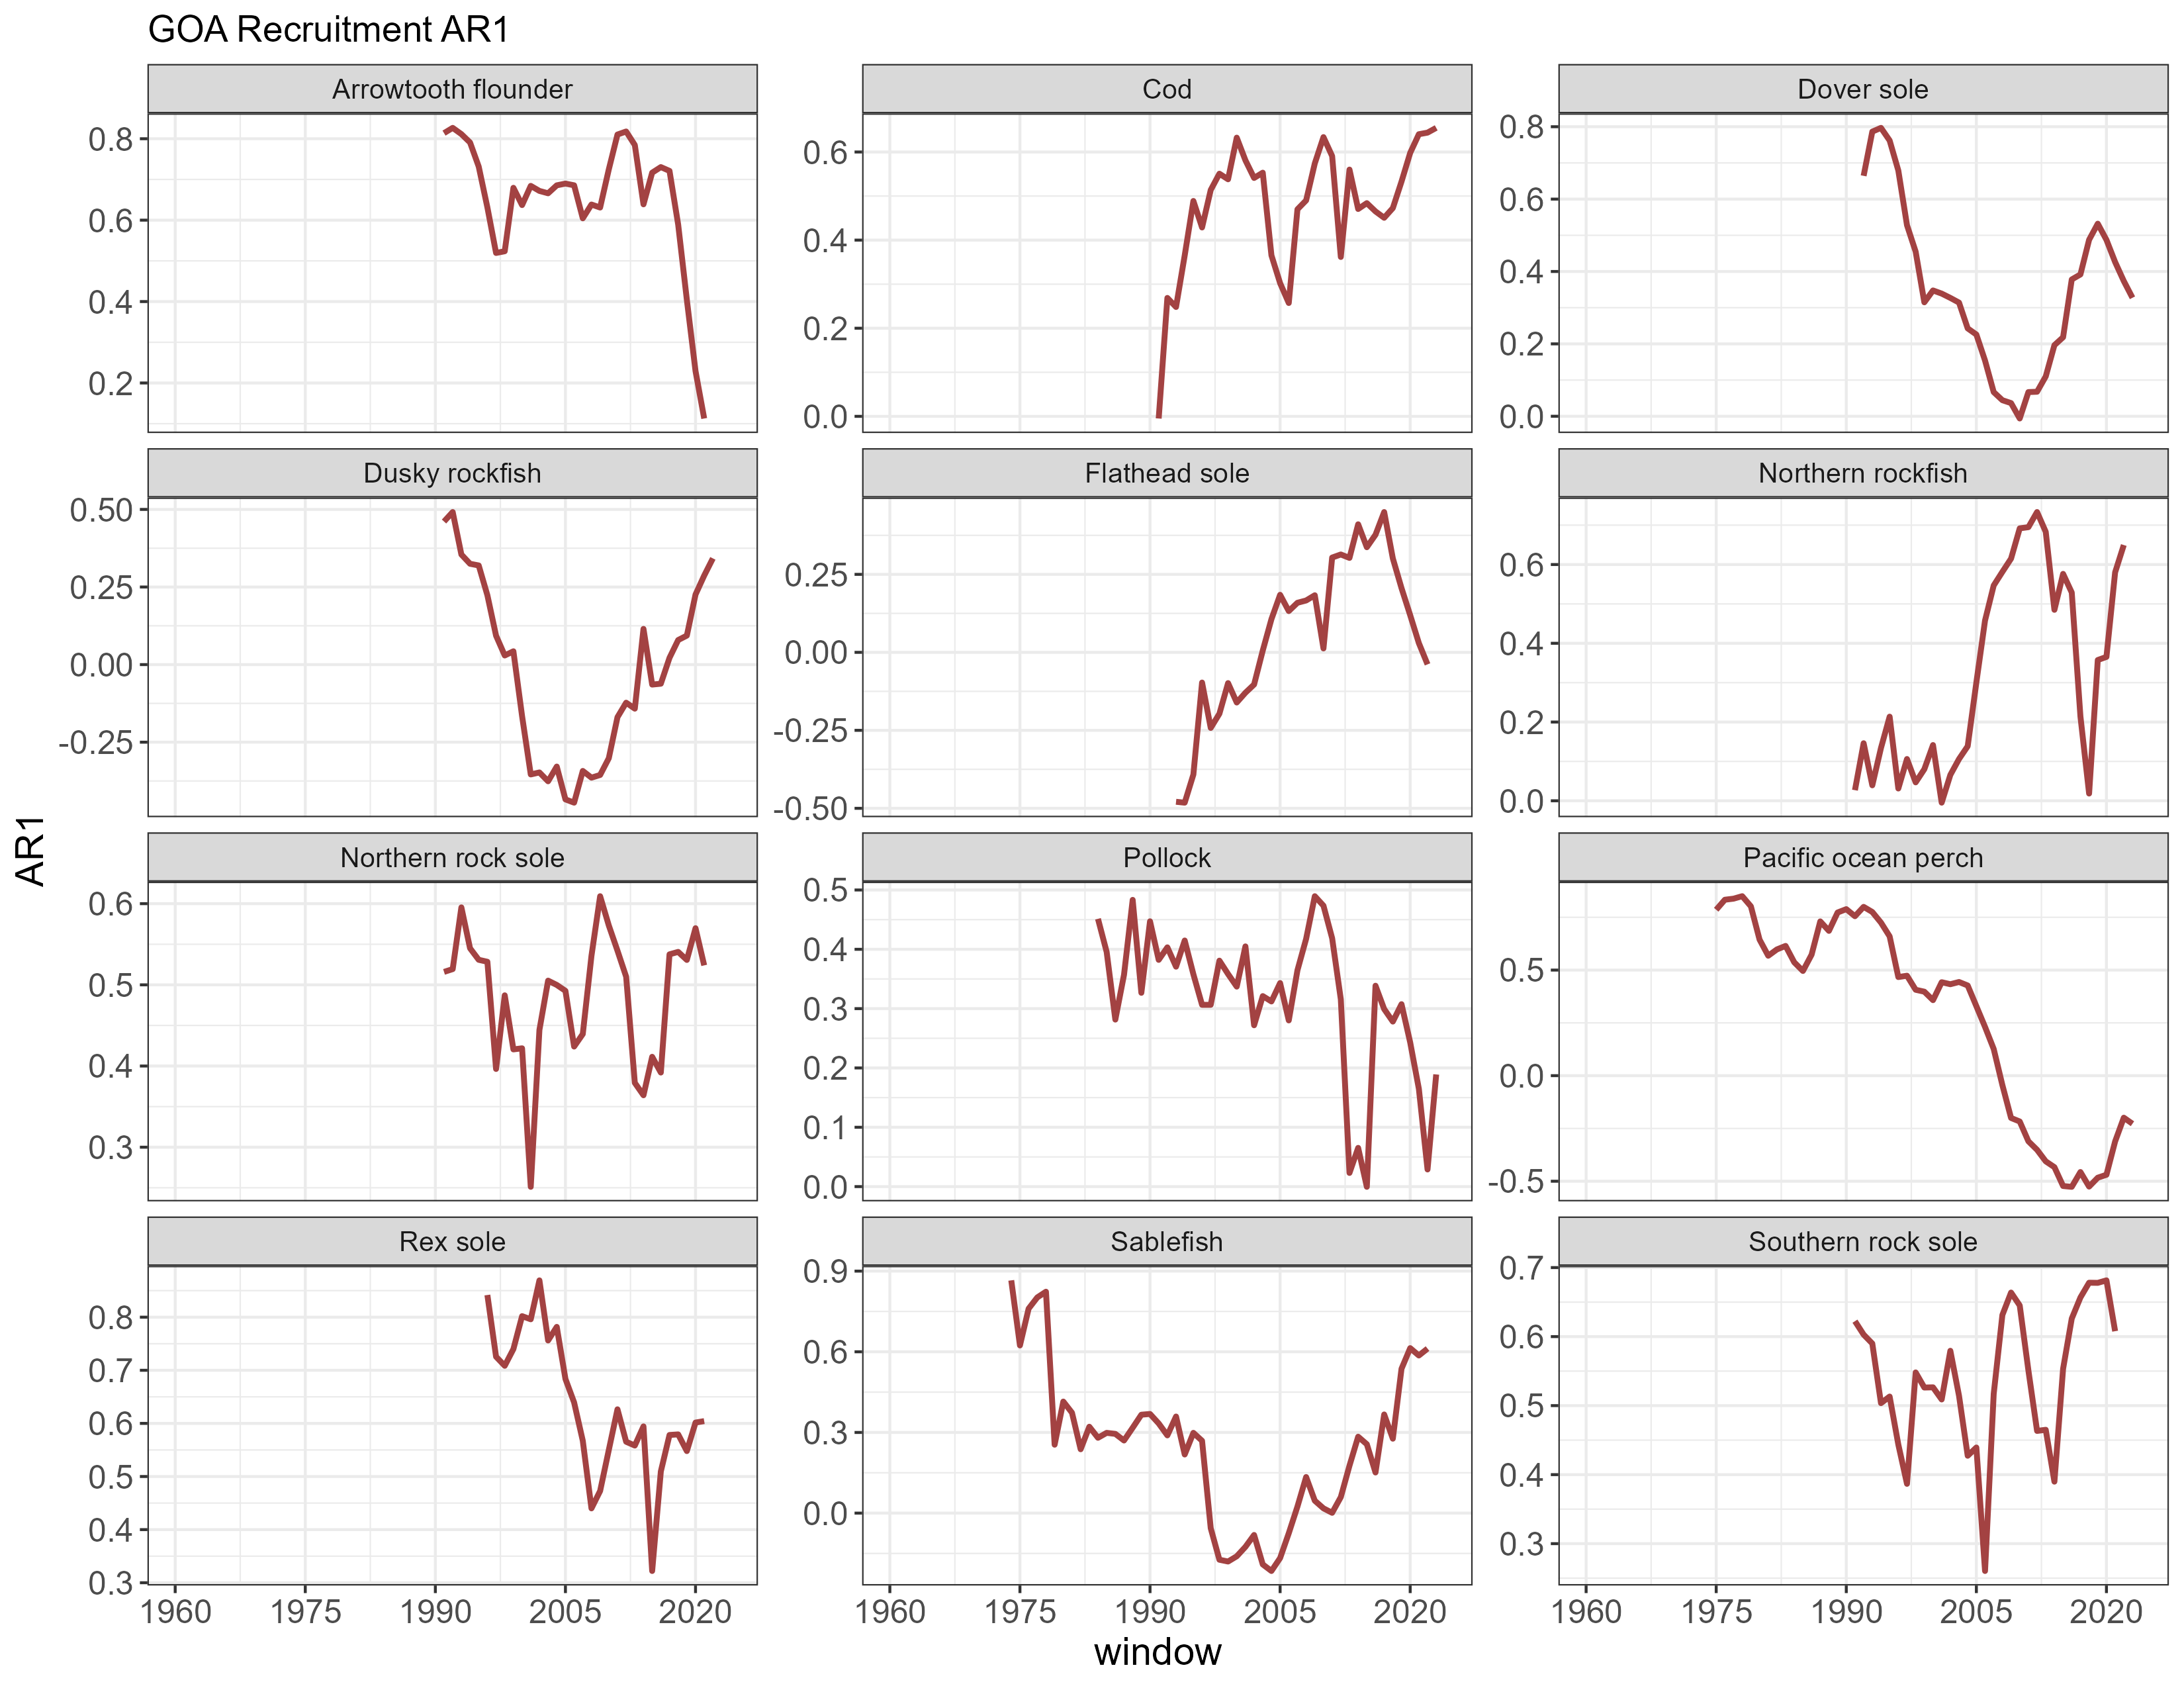 GOA Recruitment AR1
Arrowtooth flounder
Cod
Dover sole
0.8
0.6
0.4
0.2
0.6
0.4
0.2
0.0
0.8
0.6
0.4
0.2
0.0
Dusky rockfish
Flathead sole
Northern rockfish
0.50
0.25
0.00
-0.25
0.25
0.00
-0.25
-0.50
0.6
0.4
0.2
0.0
AR1
Northern rock sole
Pollock
Pacific ocean perch
0.6
0.5
0.4
0.3
0.5
0.4
0.3
0.2
0.1
0.0
0.5
0.0
-0.5
Rex sole
Sablefish
Southern rock sole
0.8
0.7
0.6
0.5
0.4
0.3
0.9
0.6
0.3
0.0
0.7
0.6
0.5
0.4
0.3
1960 1975 1990 2005 2020
1960 1975 1990 2005 2020
1960 1975 1990 2005 2020
window